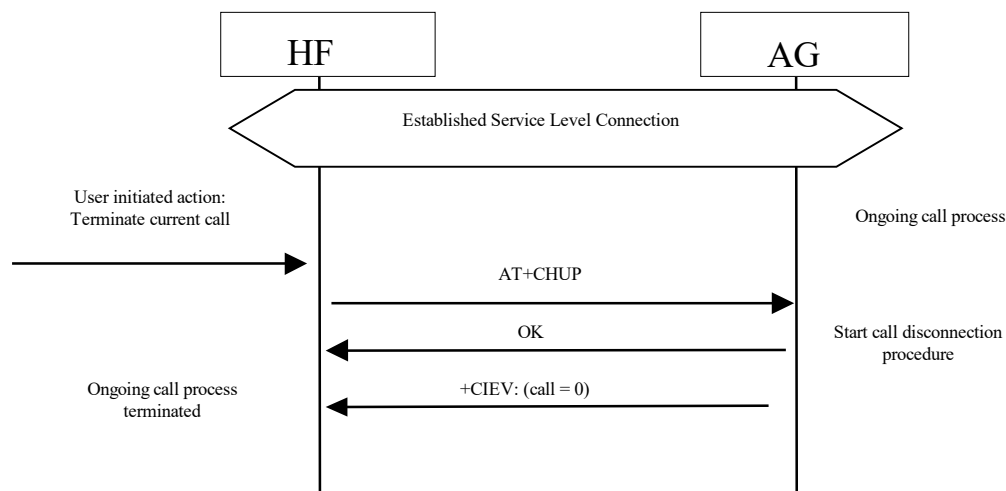 HF
AG
Established Service Level Connection
User initiated action:
Terminate current call
Ongoing call process
AT+CHUP
OK
Start call disconnection
procedure
+CIEV: (call = 0)
Ongoing call process
terminated